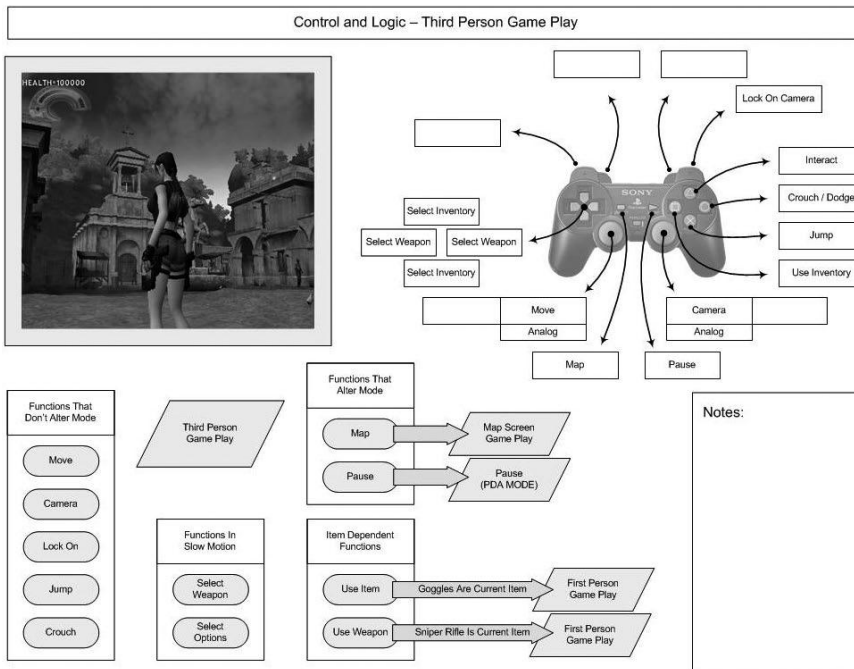 Control and Logic – Third Person Game Play
HEALTH=100000
Lock On Camera
Interact
Crouch / Dodge
Jump
Use Inventory
SONY
Select Inventory
Select Weapon
Select Weapon
Select Inventory
Move
Analog
Camera
Analog
Map
Pause
Functions That
Don't Alter Mode
Move
Camera
Lock On
Jump
Crouch
Third Person
Game Play
Functions In
Slow Motion
Select
Weapon
Select
Options
Functions That
Alter Mode
Map
Map Screen
Game Play
Pause
Pause
(PDA MODE)
Item Dependent
Functions
Use Item
Goggles Are Current Item
First Person
Game Play
Use Weapon
Sniper Rifle Is Current Item
First Person
Game Play
Notes: